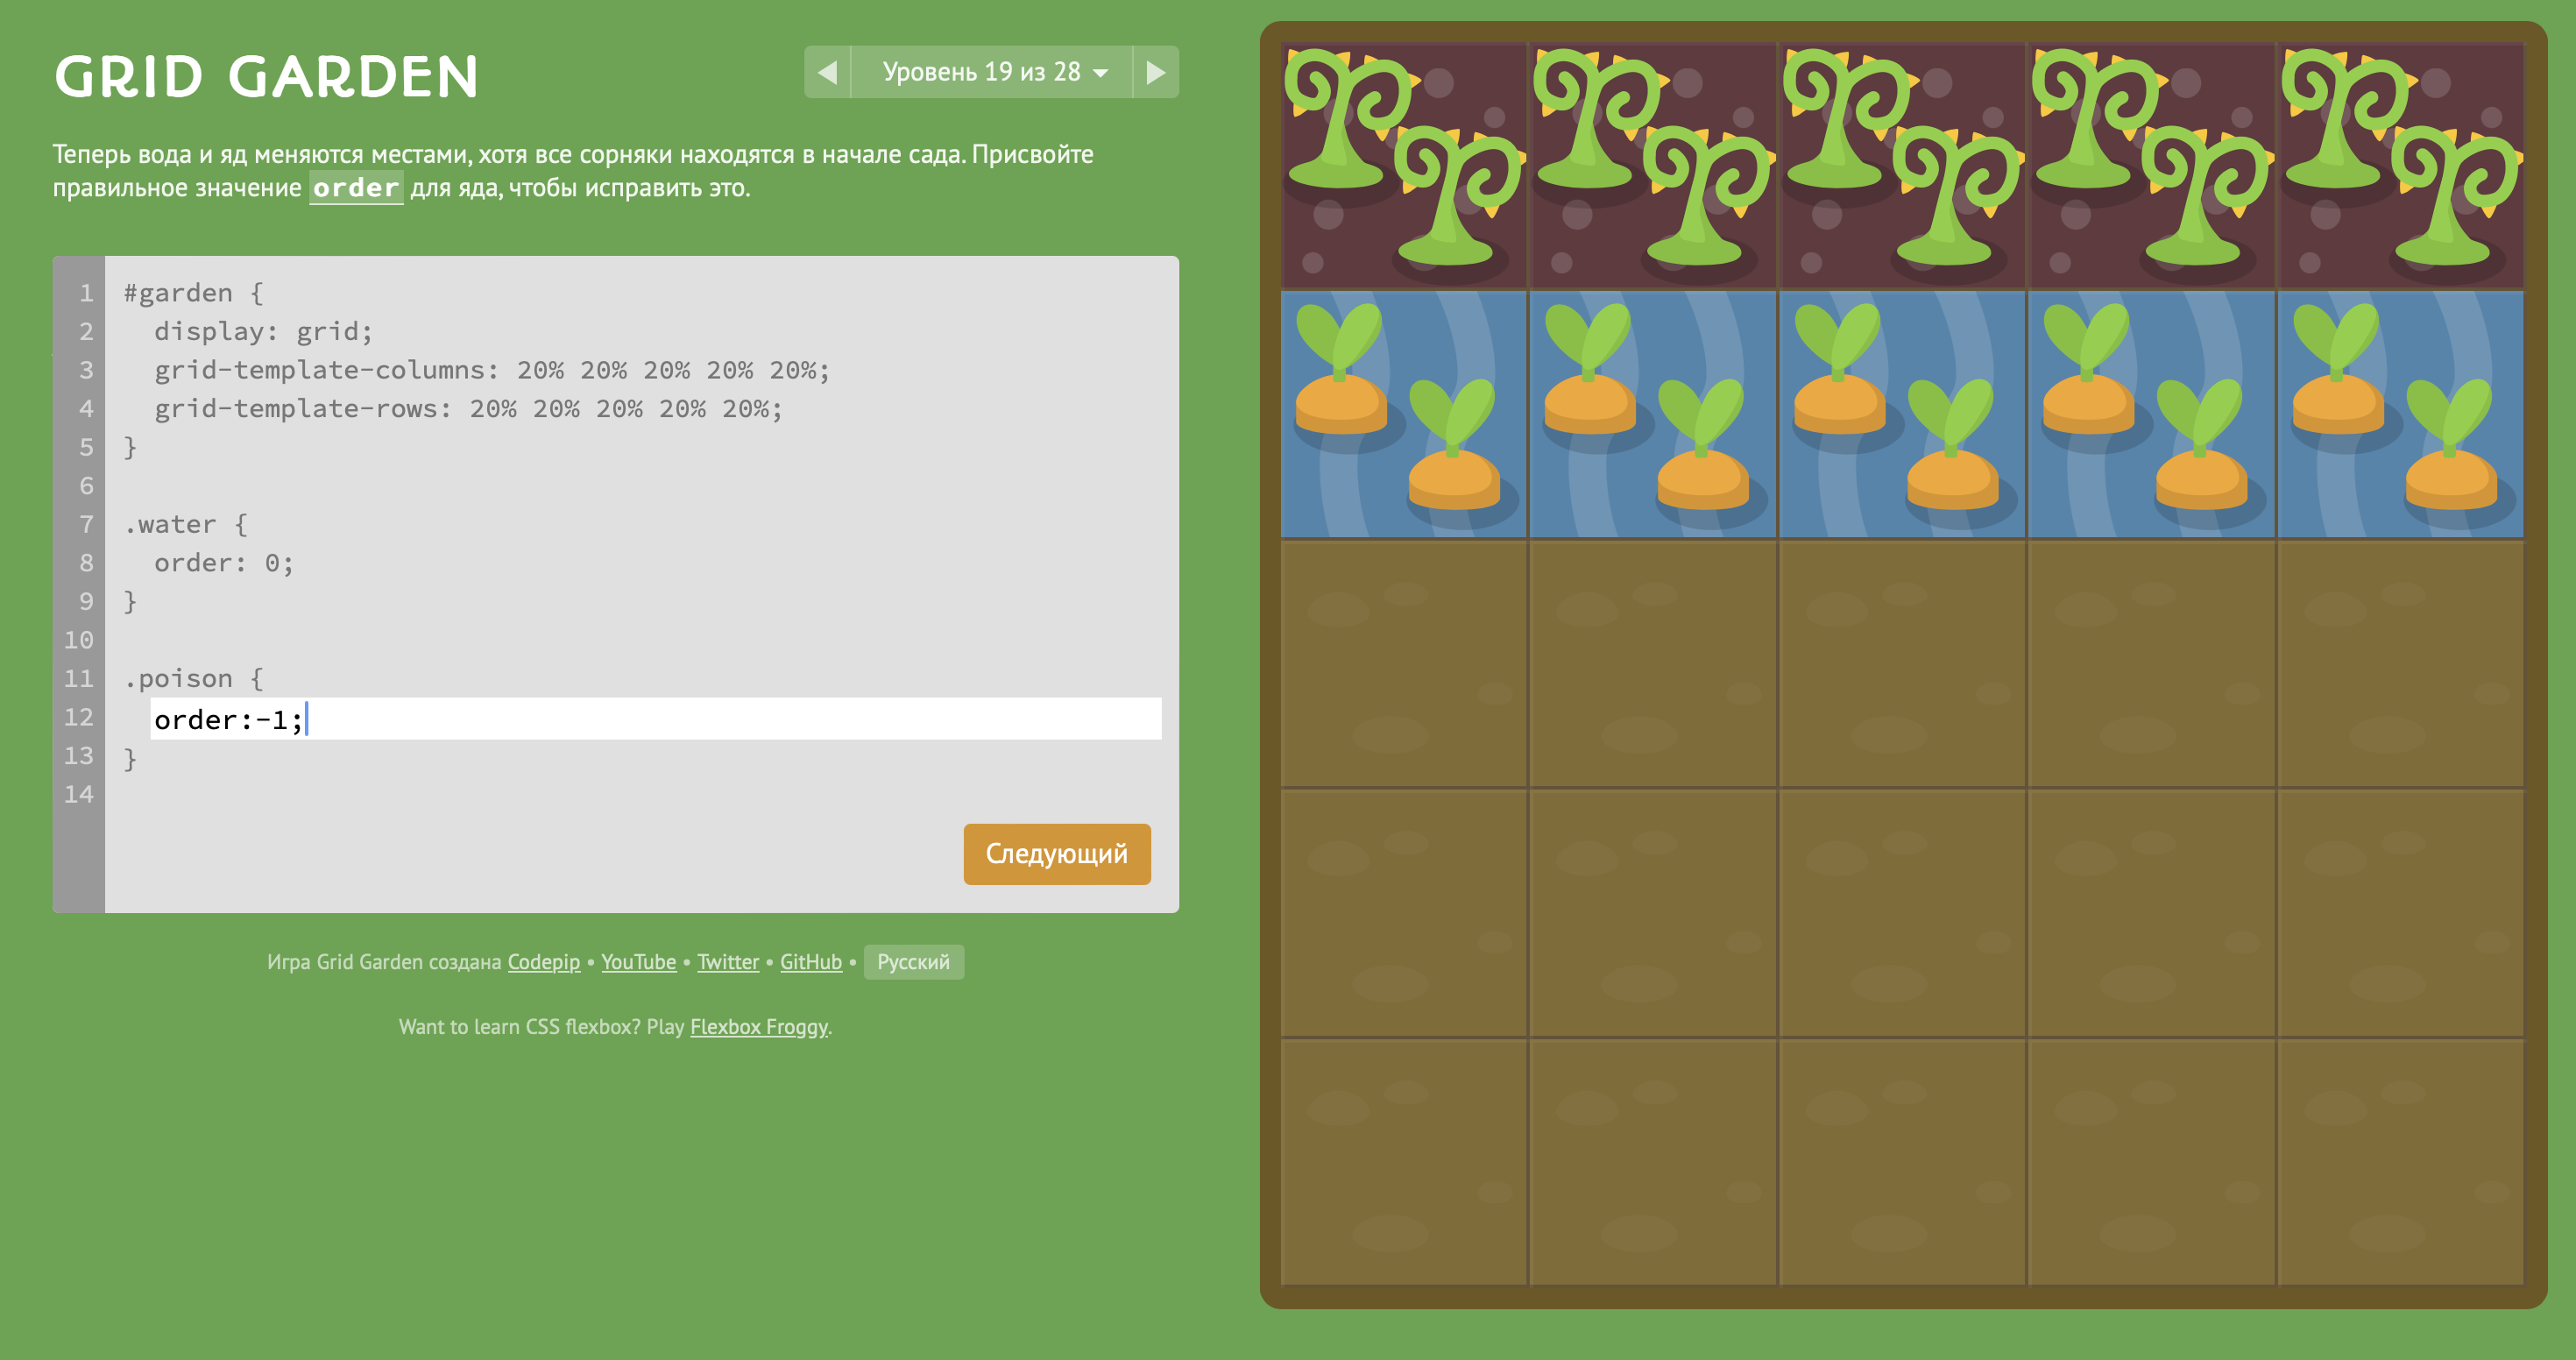 GRID GARDEN
Уровень 19 из 28
Теперь вода и яд меняются местами, хотя все сорняки находятся в начале сада. Присвойте
правильное значение order для яда, чтобы исправить это.
1 #garden {
2 display: grid;
3 grid-template-columns: 20% 20% 20% 20% 20%;
4 grid-template-rows: 20% 20% 20% 20% 20%;
5 }
6
7 .water {
8 order: 0;
9 }
10
11 .poison {
12 order:-1;
13 }
14
Следующий
Игра Grid Garden создана Codepip • YouTube • Twitter • GitHub • Русский
Want to learn CSS flexbox? Play Flexbox Froggy.